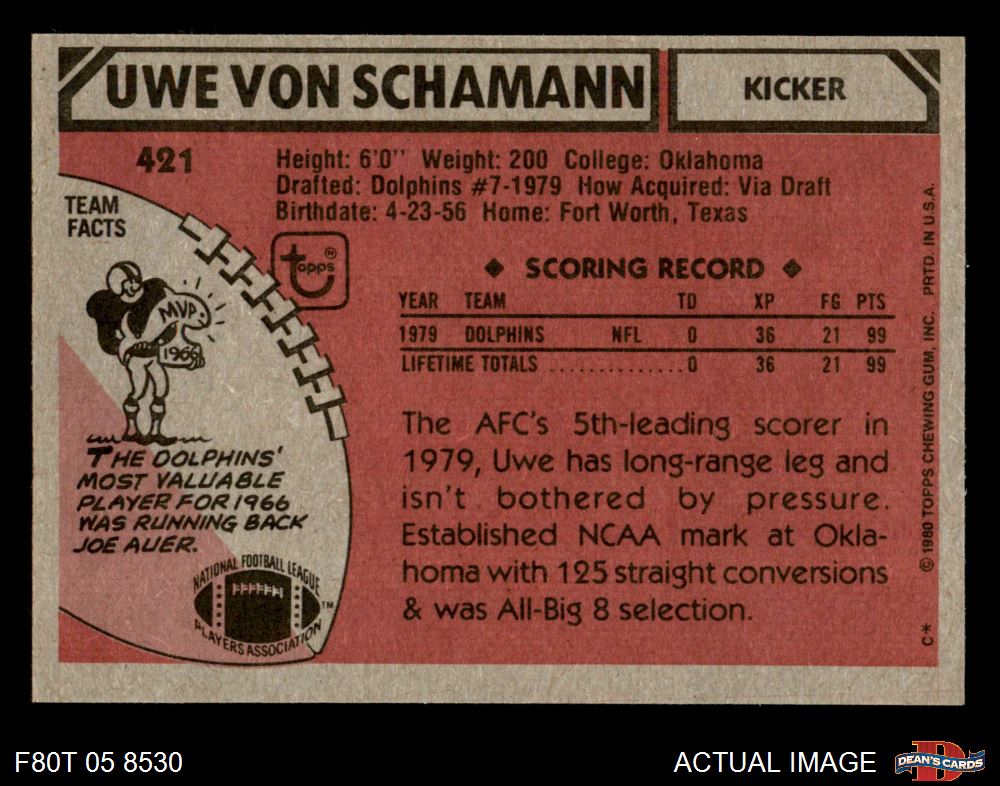 UWE VON SCHAMANN
KICKER
421
Height: 6'0" Weight: 200 College: Oklahoma
Drafted: Dolphins #7-1979 How Acquired: Via Draft
Birthdate: 4-23-56 Home: Fort Worth, Texas
TEAM
FACTS
MVP
1966
THE DOLPHINS'
MOST VALUABLE
PLAYER FOR 1966
WAS RUNNING BACK
JOE AUER.
NATIONAL FOOTBALL LEAGUE
PLAYERS ASSOCIATION
TM
topps ®
◆ SCORING RECORD ◆
YEAR TEAM TD XP FG PTS
1979 DOLPHINS NFL 0 36 21 99
LIFETIME TOTALS ..............0 36 21 99
The AFC's 5th-leading scorer in
1979, Uwe has long-range leg and
isn't bothered by pressure.
Established NCAA mark at Okla-
homa with 125 straight conversions
& was All-Big 8 selection.
C* © 1980 TOPPS CHEWING GUM, INC. PRTD. IN U.S.A.
F80T 05 8530
ACTUAL IMAGE
D
DEAN'S CARDS